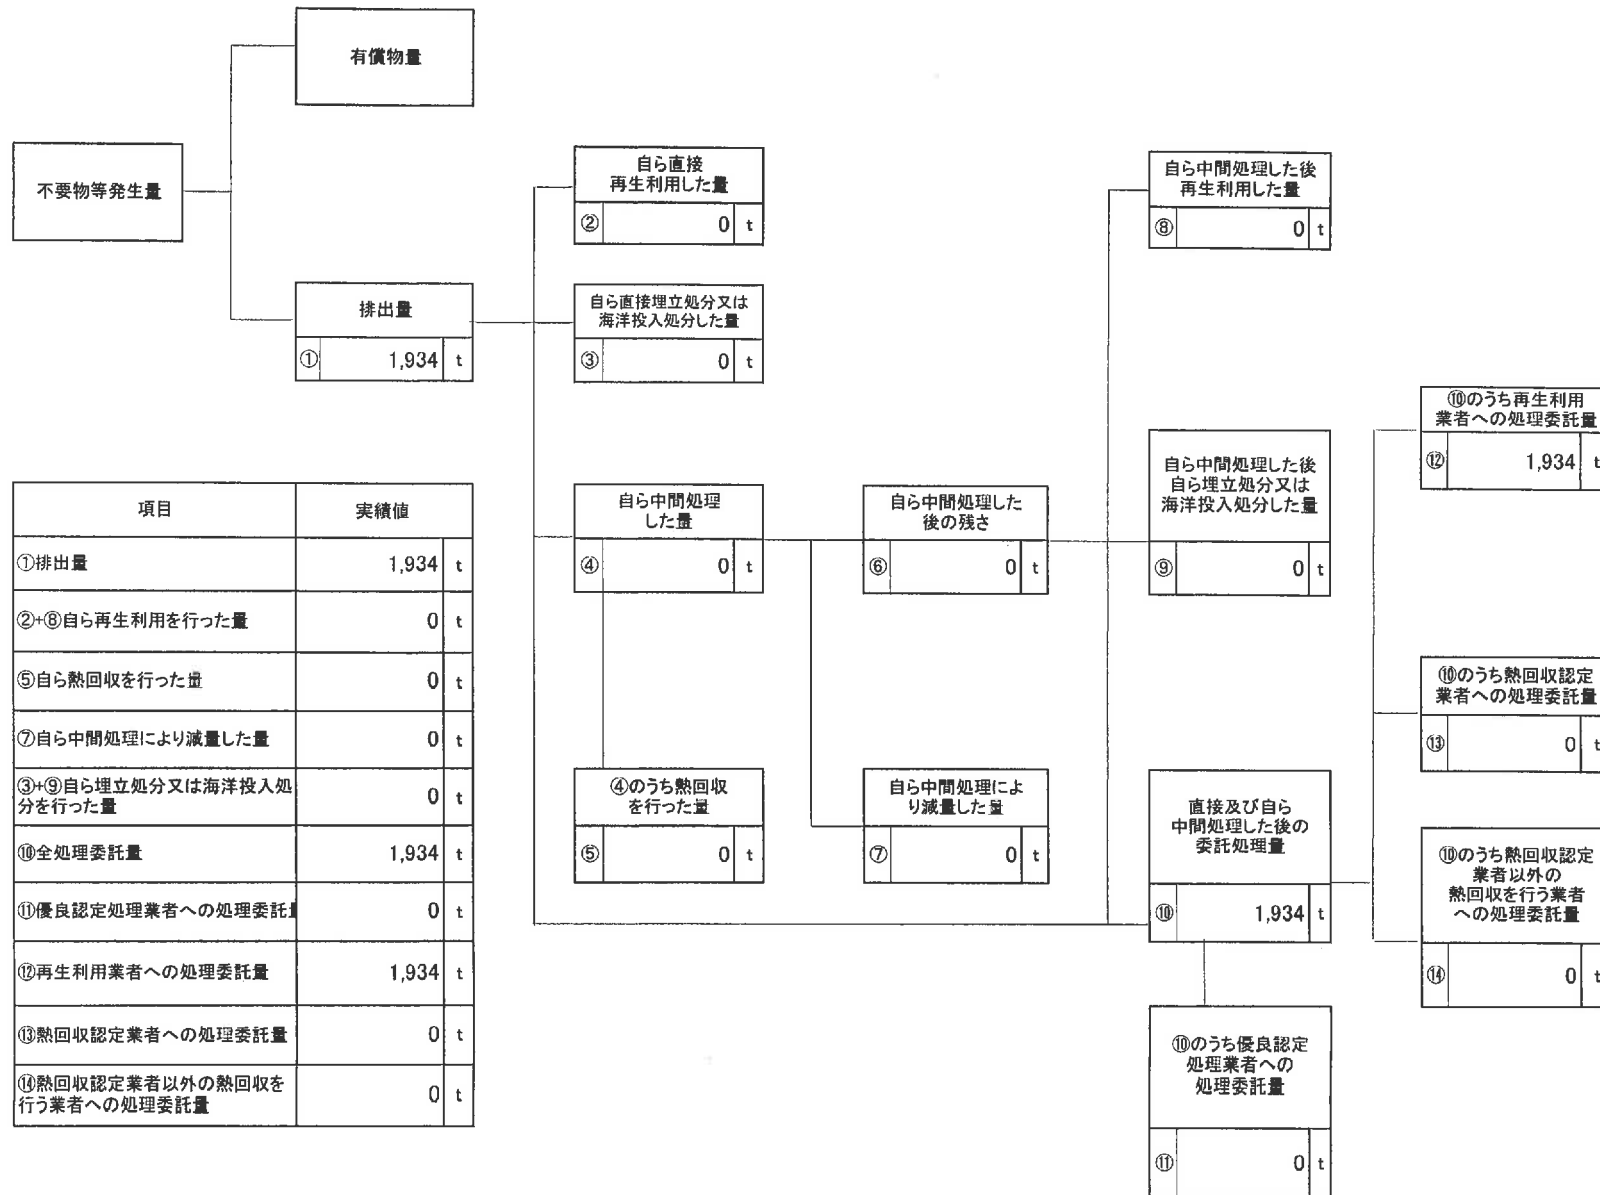 有償物量
不要物等発生量
排出量
① 1,934 t
自ら直接
再生利用した量
② 0 t
自ら直接埋立処分又は
海洋投入処分した量
③ 0 t
自ら中間処理
した量
④ 0 t
④のうち熱回収
を行った量
⑤ 0 t
自ら中間処理した
後の残さ
⑥ 0 t
自ら中間処理によ
り減量した量
⑦ 0 t
自ら中間処理した後
再生利用した量
⑧ 0 t
自ら中間処理した後
自ら埋立処分又は
海洋投入処分した量
⑨ 0 t
直接及び自ら
中間処理した後の
委託処理量
⑩ 1,934 t
⑩のうち優良認定
処理業者への
処理委託量
⑪ 0 t
⑩のうち再生利用
業者への処理委託量
⑫ 1,934 t
⑩のうち熱回収認定
業者への処理委託量
⑬ 0 t
⑩のうち熱回収認定
業者以外の
熱回収を行う業者
への処理委託量
⑭ 0 t
項目 実績値
①排出量 1,934 t
②+⑧自ら再生利用を行った量 0 t
⑤自ら熱回収を行った量 0 t
⑦自ら中間処理により減量した量 0 t
③+⑨自ら埋立処分又は海洋投入処
分を行った量 0 t
⑩全処理委託量 1,934 t
⑪優良認定処理業者への処理委託 0 t
⑫再生利用業者への処理委託量 1,934 t
⑬熱回収認定業者への処理委託量 0 t
⑭熱回収認定業者以外の熱回収を
行う業者への処理委託量 0 t